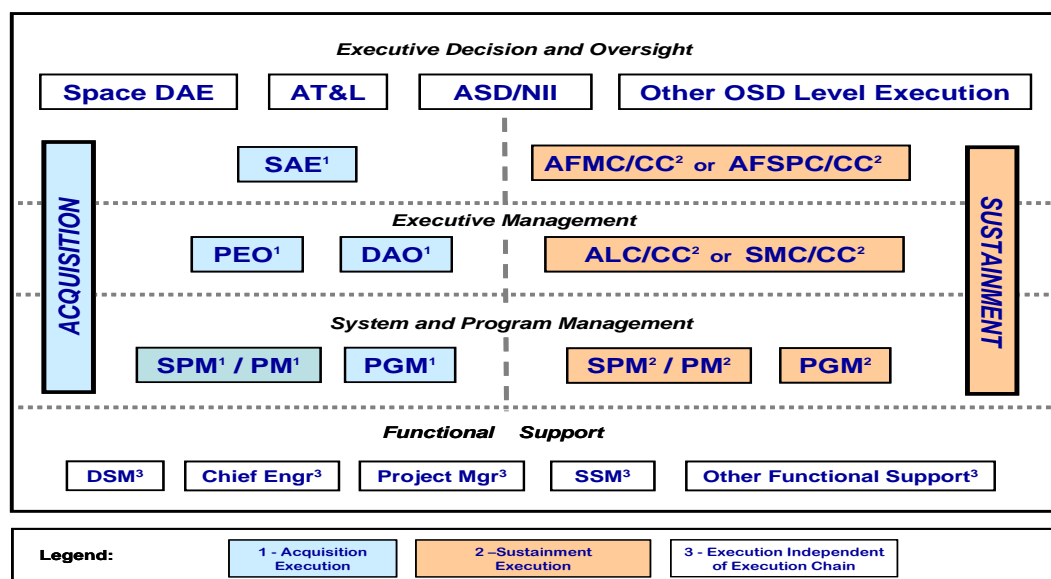 Executive Decision and Oversight
Space DAE AT&L ASD/NII Other OSD Level Execution
ACQUISITION
SUSTAINMENT
SAE¹ AFMC/CC² or AFSPC/CC²
Executive Management
PEO¹ DAO¹ ALC/CC² or SMC/CC²
System and Program Management
SPM¹ / PM¹ PGM¹ SPM² / PM² PGM²
Functional Support
DSM³ Chief Engr³ Project Mgr³ SSM³ Other Functional Support³
Legend:
1 - Acquisition
Execution
2 –Sustainment
Execution
3 - Execution Independent
of Execution Chain